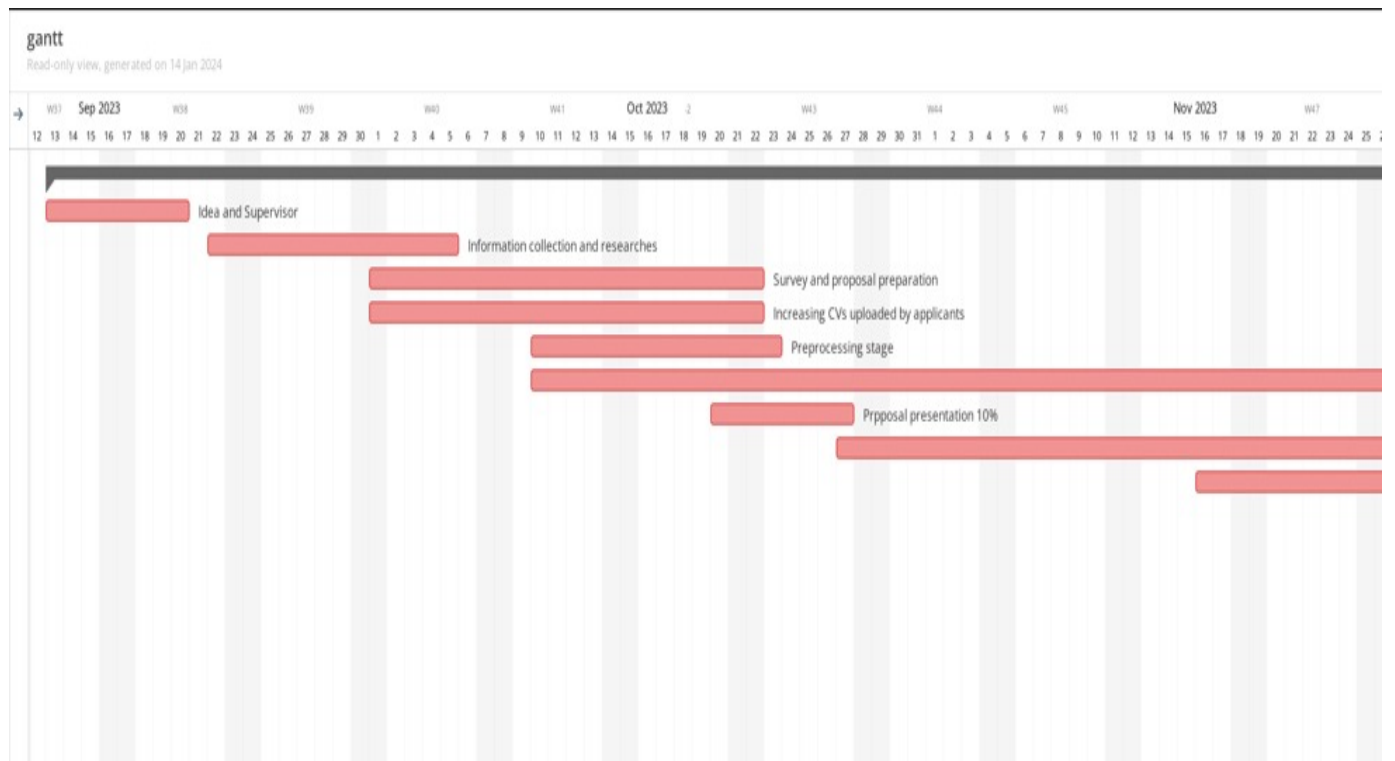 gantt
Read-only view, generated on 14 Jan 2024
W37 Sep 2023 W38 W39 W40 W41 Oct 2023 -2 W43 W44 W45 Nov 2023 W47
12 13 14 15 16 17 18 19 20 21 22 23 24 25 26 27 28 29 30 1 2 3 4 5 6 7 8 9 10 11 12 13 14 15 16 17 18 19 20 21 22 23 24 25 26 27 28 29 30 31 1 2 3 4 5 6 7 8 9 10 11 12 13 14 15 16 17 18 19 20 21 22 23 24 25
Idea and Supervisor
Information collection and researches
Survey and proposal preparation
Increasing CVs uploaded by applicants
Preprocessing stage
Prpposal presentation 10%